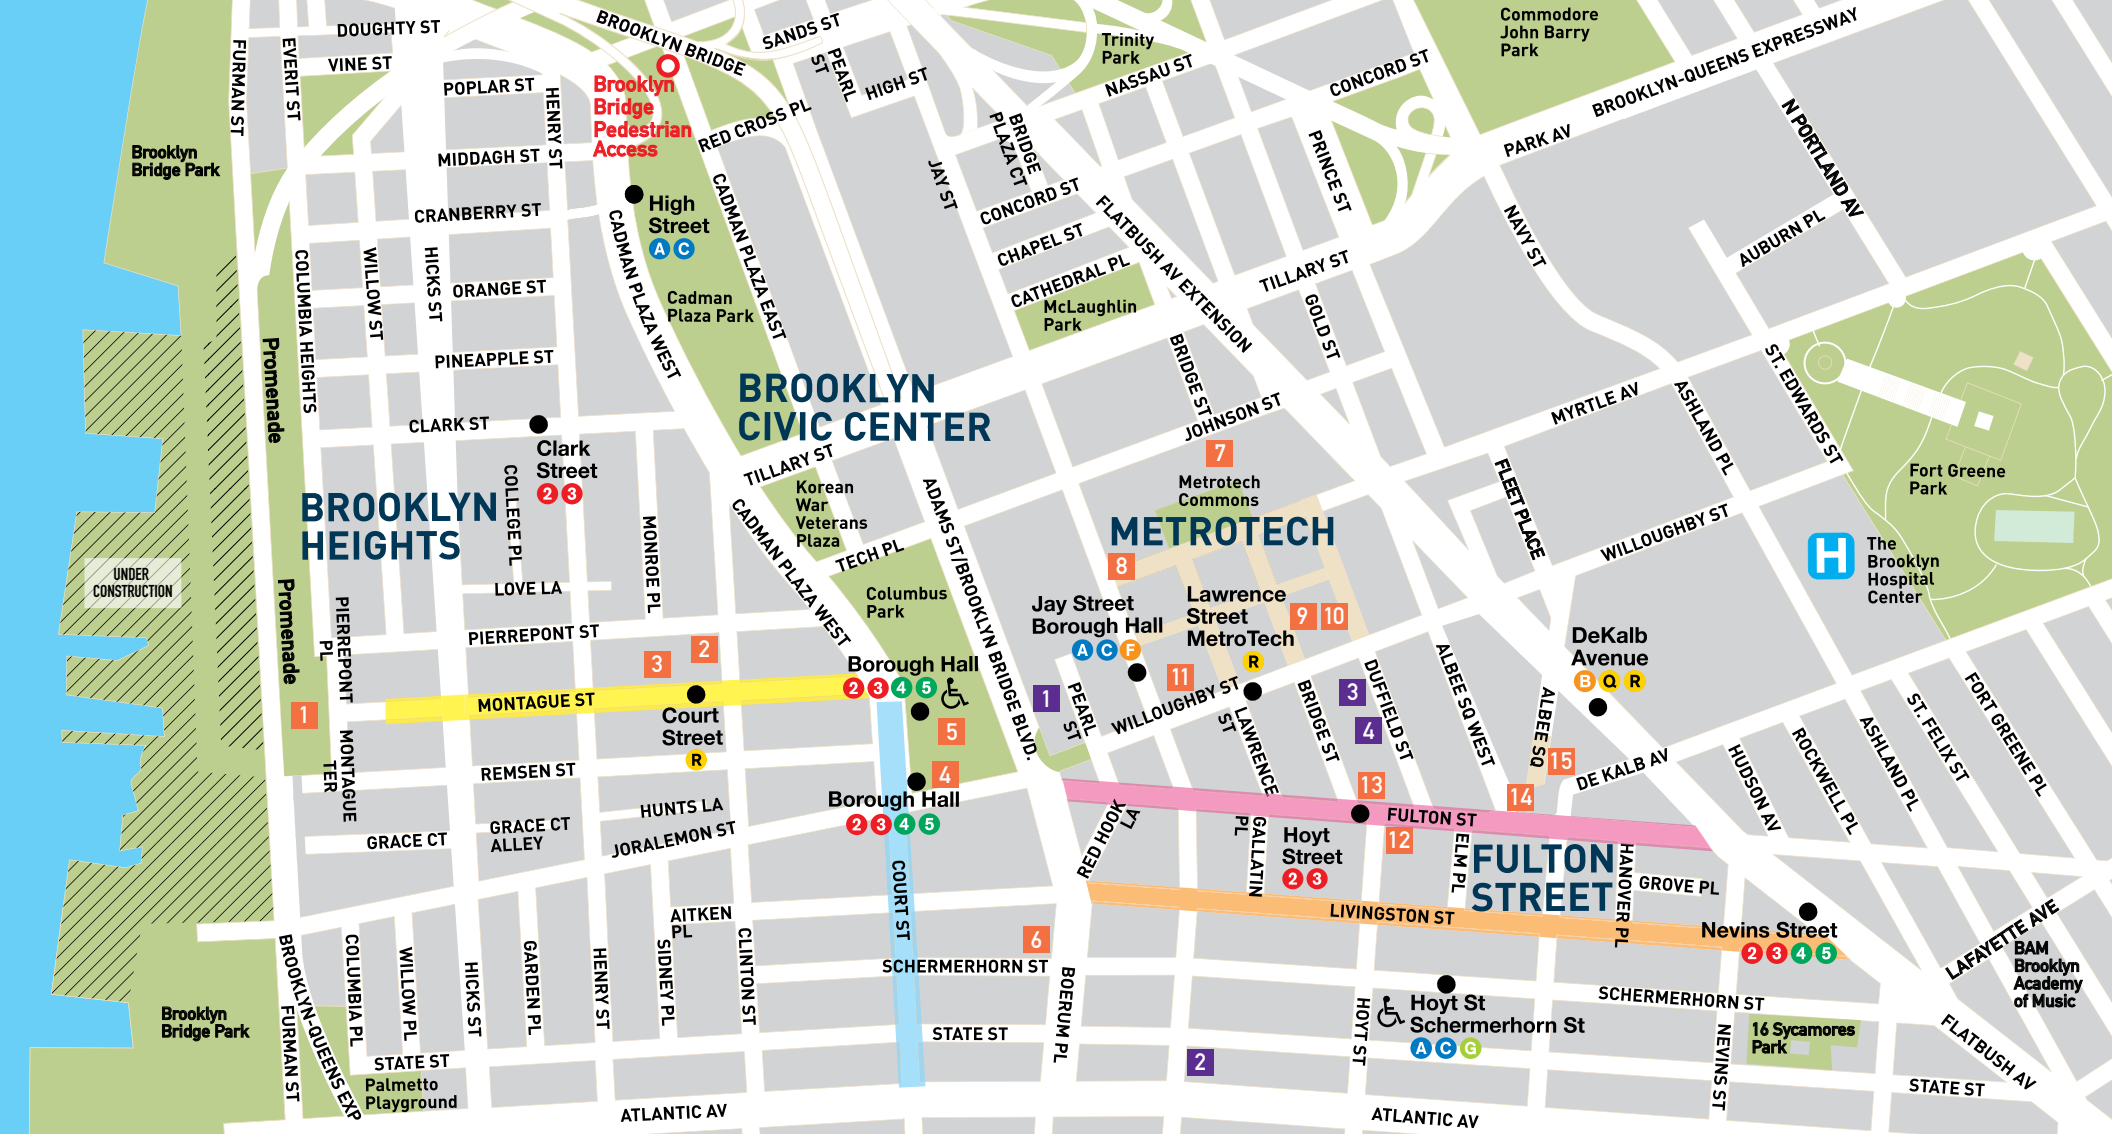 DOUGHTY ST
VINE ST
FURMAN ST
EVERIT ST
POPLAR ST
HENRY ST
MIDDAGH ST
CRANBERRY ST
BROOKLYN BRIDGE
Brooklyn
Bridge
Pedestrian
Access
SANDS ST
PEARL
ST
HIGH ST
RED CROSS PL
Trinity
Park
NASSAU ST
CONCORD ST
Commodore
John Barry
Park
BROOKLYN-QUEENS EXPRESSWAY
PARK AV
N PORTLAND AV
AUBURN PL
NAVY ST
PRINCE ST
BRIDGE
PLAZA CT
JAY ST
CONCORD ST
CHAPEL ST
CATHEDRAL PL
McLaughlin
Park
FLATBUSH AV EXTENSION
TILLARY ST
GOLD ST
Brooklyn
Bridge Park
High
Street
A C
CADMAN PLAZA WEST
CADMAN PLAZA EAST
Cadman
Plaza Park
COLUMBIA HEIGHTS
WILLOW ST
HICKS ST
ORANGE ST
PINEAPPLE ST
Promenade
CLARK ST
Clark
Street
2 3
BROOKLYN
CIVIC CENTER
BROOKLYN
HEIGHTS
COLLEGE PL
MONROE PL
LOVE LA
TILLARY ST
Korean
War
Veterans
Plaza
TECH PL
CADMAN PLAZA WEST
ADAMS ST/BROOKLYN BRIDGE BLVD.
Columbus
Park
BRIDGE ST
JOHNSON ST
7
Metrotech
Commons
METROTECH
8
MYRTLE AV
ASHLAND PL
ST. EDWARDS ST
FLEET PLACE
WILLOUGHBY ST
Fort Greene
Park
H
The
Brooklyn
Hospital
Center
UNDER
CONSTRUCTION
Promenade
PIERREPONT
PL
PIERREPONT ST
1
2
3
MONTAGUE ST
MONTAGUE
TER
Court
Street
R
Borough Hall
2 3 4 5
5
4
Borough Hall
2 3 4 5
Jay Street
Borough Hall
A C F
Lawrence
Street
MetroTech
R
9 10
11
1
PEARL
ST
WILLOUGHBY ST
LAWRENCE
ST
BRIDGE ST
3
4
DUFFIELD ST
ALBEE SQ WEST
ALBEE SQ
DeKalb
Avenue
B Q R
15
14
DE KALB AV
HUDSON AV
ROCKWELL PL
ASHLAND PL
ST. FELIX ST
FORT GREENE PL
REMSEN ST
HUNTS LA
GRACE CT
GRACE CT
ALLEY
JORALEMON ST
COURT ST
RED HOOK
LA
GALLATIN
PL
Hoyt
Street
2 3
13
12
FULTON ST
ELM PL
FULTON
STREET
HANOVER PL
GROVE PL
LIVINGSTON ST
Nevins Street
2 3 4 5
LAFAYETTE AVE
BAM
Brooklyn
Academy
of Music
AITKEN
PL
6
SCHERMERHORN ST
BOERUM PL
Hoyt St
Schermerhorn St
A C G
SCHERMERHORN ST
16 Sycamores
Park
NEVINS ST
FLATBUSH AV
STATE ST
Brooklyn
Bridge Park
BROOKLYN-QUEENS EXP
FURMAN ST
COLUMBIA PL
WILLOW PL
HICKS ST
GARDEN PL
HENRY ST
SIDNEY PL
CLINTON ST
STATE ST
Palmetto
Playground
STATE ST
2
HOYT ST
ATLANTIC AV
ATLANTIC AV